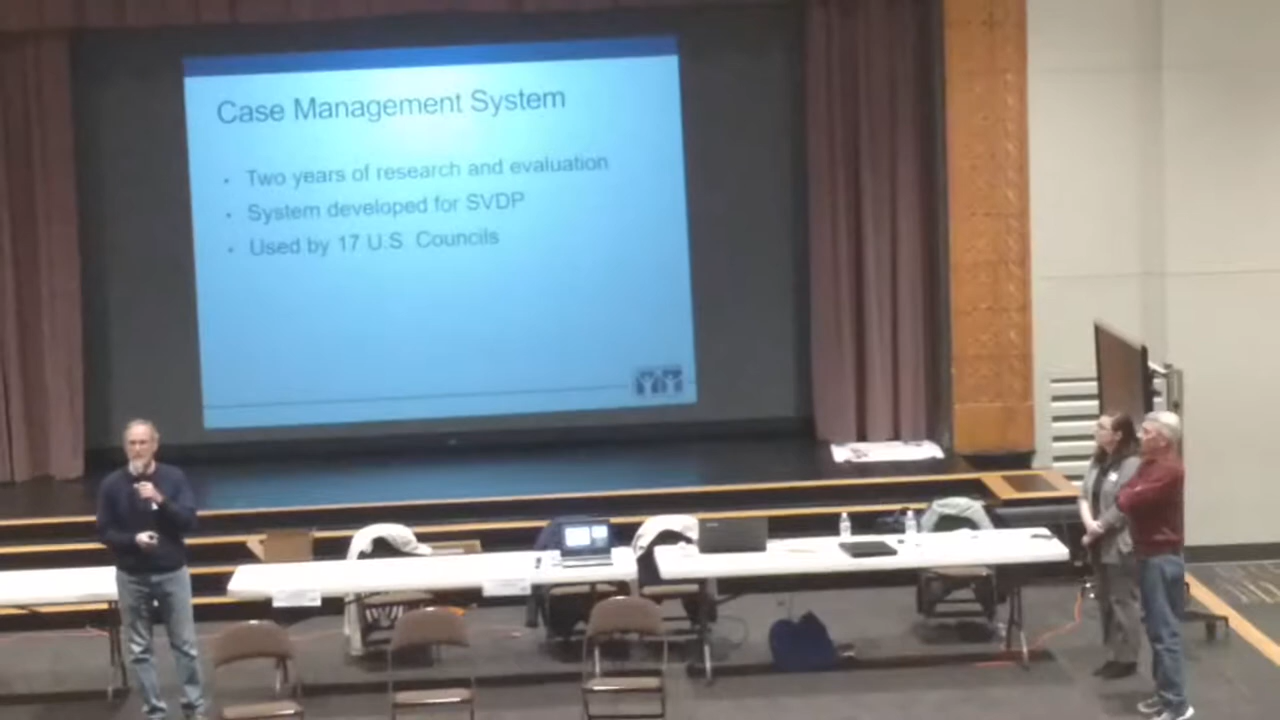 Case Management System
• Two years of research and evaluation
• System developed for SVDP
• Used by 17 U.S. Councils